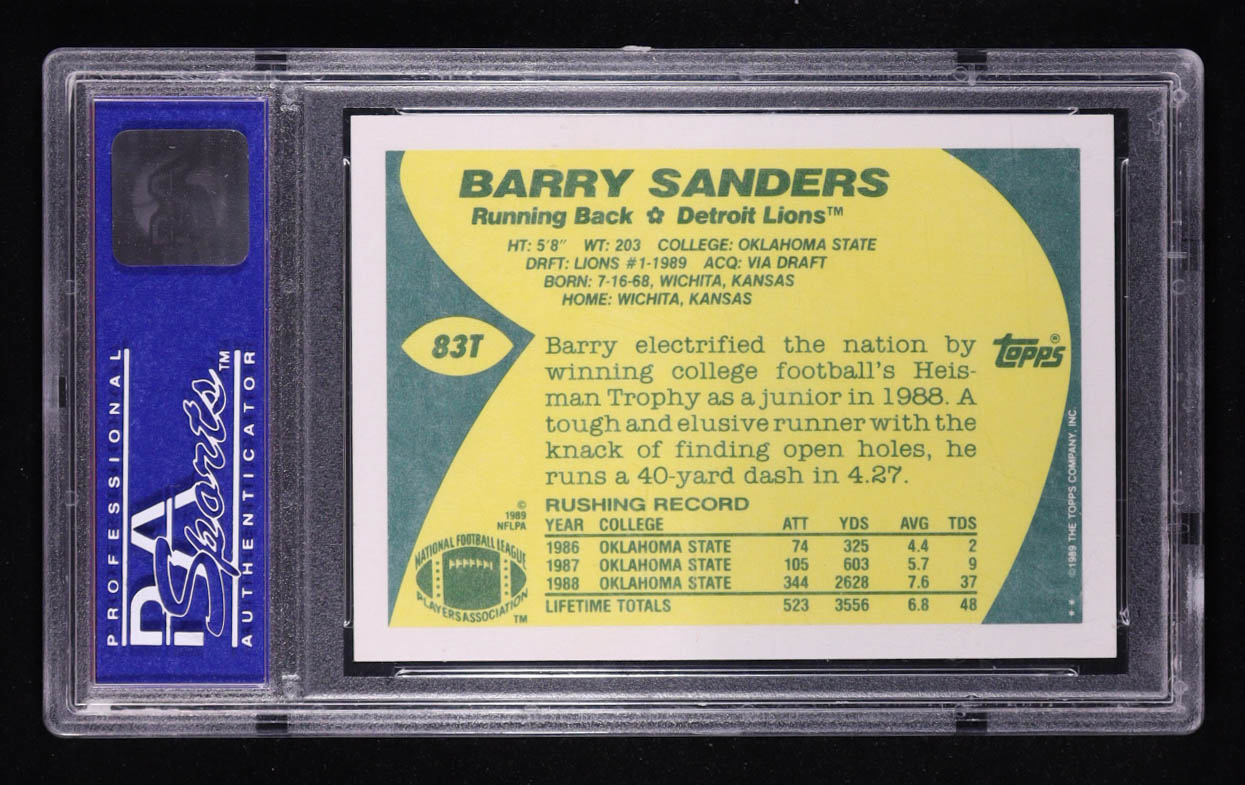 PROFESSIONAL
PSA
Sports™
AUTHENTICATOR
BARRY SANDERS
Running Back ✿ Detroit Lions™
HT: 5'8" WT: 203 COLLEGE: OKLAHOMA STATE
DRFT: LIONS #1-1989 ACQ: VIA DRAFT
BORN: 7-16-68, WICHITA, KANSAS
HOME: WICHITA, KANSAS
83T
Barry electrified the nation by
winning college football's Heis-
man Trophy as a junior in 1988. A
tough and elusive runner with the
knack of finding open holes, he
runs a 40-yard dash in 4.27.
topps®
RUSHING RECORD
YEAR COLLEGE ATT YDS AVG TDS
1986 OKLAHOMA STATE 74 325 4.4 2
1987 OKLAHOMA STATE 105 603 5.7 9
1988 OKLAHOMA STATE 344 2628 7.6 37
LIFETIME TOTALS 523 3556 6.8 48
©
1989
NFLPA
NATIONAL FOOTBALL LEAGUE
PLAYERS ASSOCIATION
TM
** ©1989 THE TOPPS COMPANY, INC.